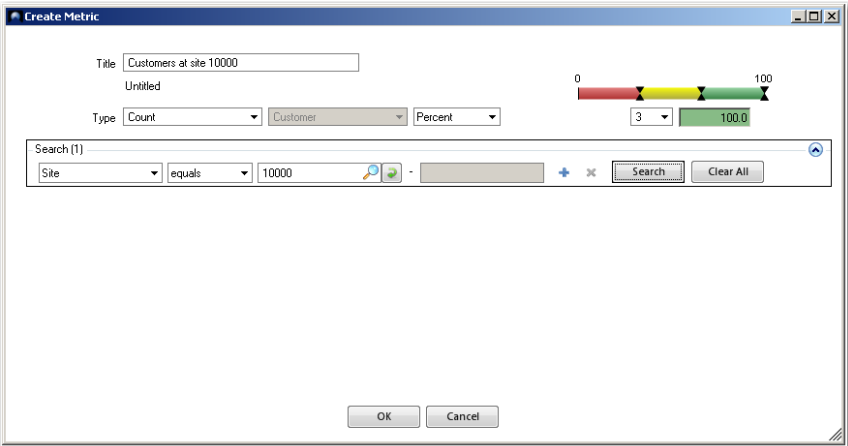 Create Metric
Title Customers at site 10000
Untitled
0 100
Type Count Customer Percent 3 100.0
Search (1)
Site equals 10000 - Search Clear All
OK Cancel